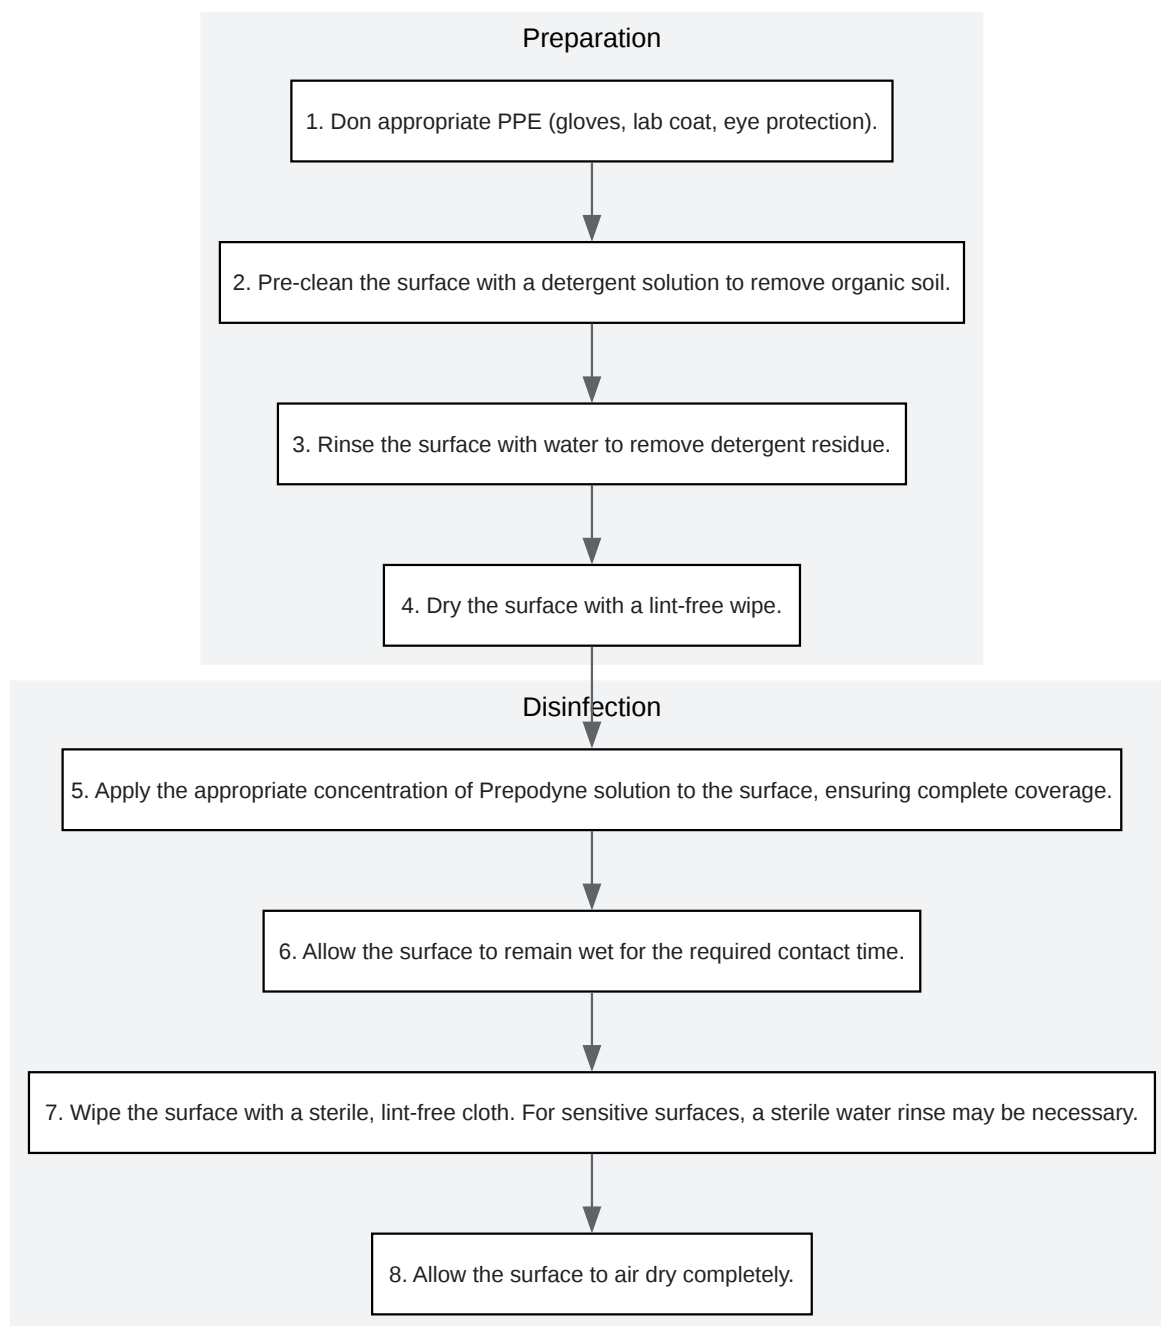 Preparation
1. Don appropriate PPE (gloves, lab coat, eye protection).
2. Pre-clean the surface with a detergent solution to remove organic soil.
3. Rinse the surface with water to remove detergent residue.
4. Dry the surface with a lint-free wipe.
Disinfection
5. Apply the appropriate concentration of Prepodyne solution to the surface, ensuring complete coverage.
6. Allow the surface to remain wet for the required contact time.
7. Wipe the surface with a sterile, lint-free cloth. For sensitive surfaces, a sterile water rinse may be necessary.
8. Allow the surface to air dry completely.